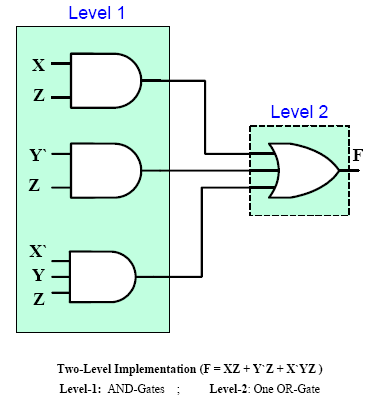 Level 1
X
Z
Level 2
Y`
Z
F
X`
Y
Z
Two-Level Implementation (F = XZ + Y`Z + X`YZ )
Level-1: AND-Gates ; Level-2: One OR-Gate